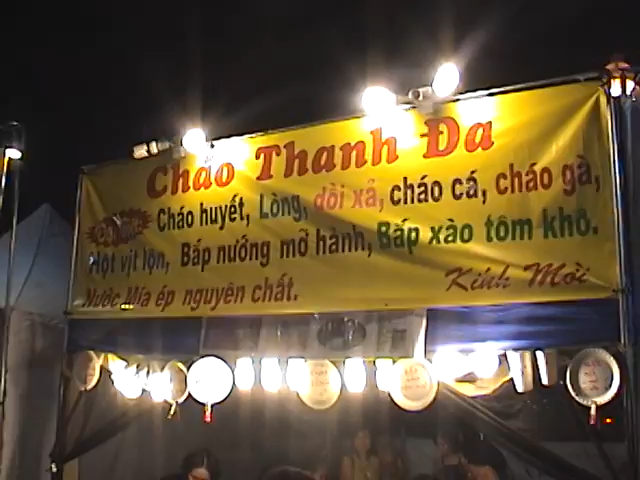 Cháo Thanh Đa
Cháo huyết, Lòng, dồi xả, cháo cá, cháo gà,
Hột vịt lộn, Bắp nướng mỡ hành, Bắp xào tôm khô.
Nước Mía ép nguyên chất.
Kính Mời